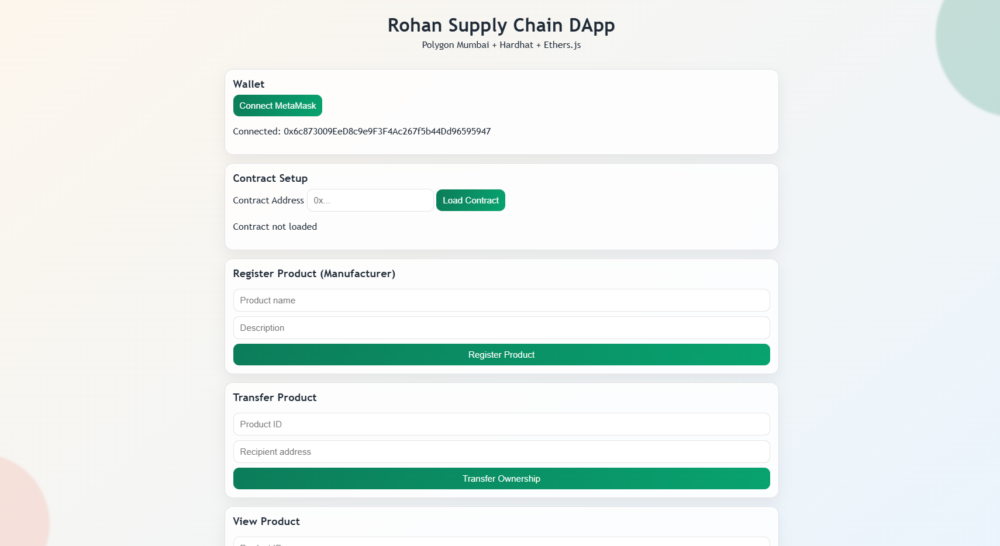 Rohan Supply Chain DApp
Polygon Mumbai + Hardhat + Ethers.js
Wallet
Connect MetaMask
Connected: 0x6c873009EeD8c9e9F3F4Ac267f5b44Dd96595947
Contract Setup
Contract Address 0x... Load Contract
Contract not loaded
Register Product (Manufacturer)
Product name
Description
Register Product
Transfer Product
Product ID
Recipient address
Transfer Ownership
View Product
Product ID